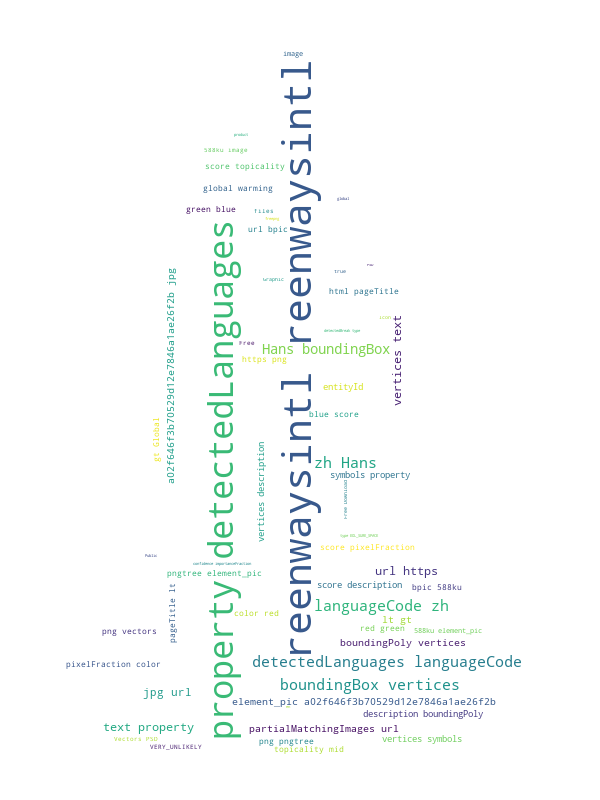 image
reenwaysintl
product
588ku image
score topicality
global warming
global
green blue
files
url bpic
property detectedLanguages
true
a02f646f3b70529d12e7846a1ae26f2b jpg
html pageTitle
vertices text
detectedBreak type
Free
Hans boundingBox
https png
reenwaysintl
entityId
blue score
gt Global
vertices description
zh Hans
symbols property
Free download
score pixelFraction
Public
confidence importanceFraction
pngtree element_pic
url https
pageTitle lt
score description
bpic 588ku
languageCode zh
color red
lt gt
png vectors
red green
588ku element_pic
boundingPoly vertices
pixelFraction color
detectedLanguages languageCode
jpg url
boundingBox vertices
element_pic a02f646f3b70529d12e7846a1ae26f2b
description boundingPoly
text property
partialMatchingImages url
Vectors PSD
VERY_UNLIKELY
png pngtree
vertices symbols
topicality mid